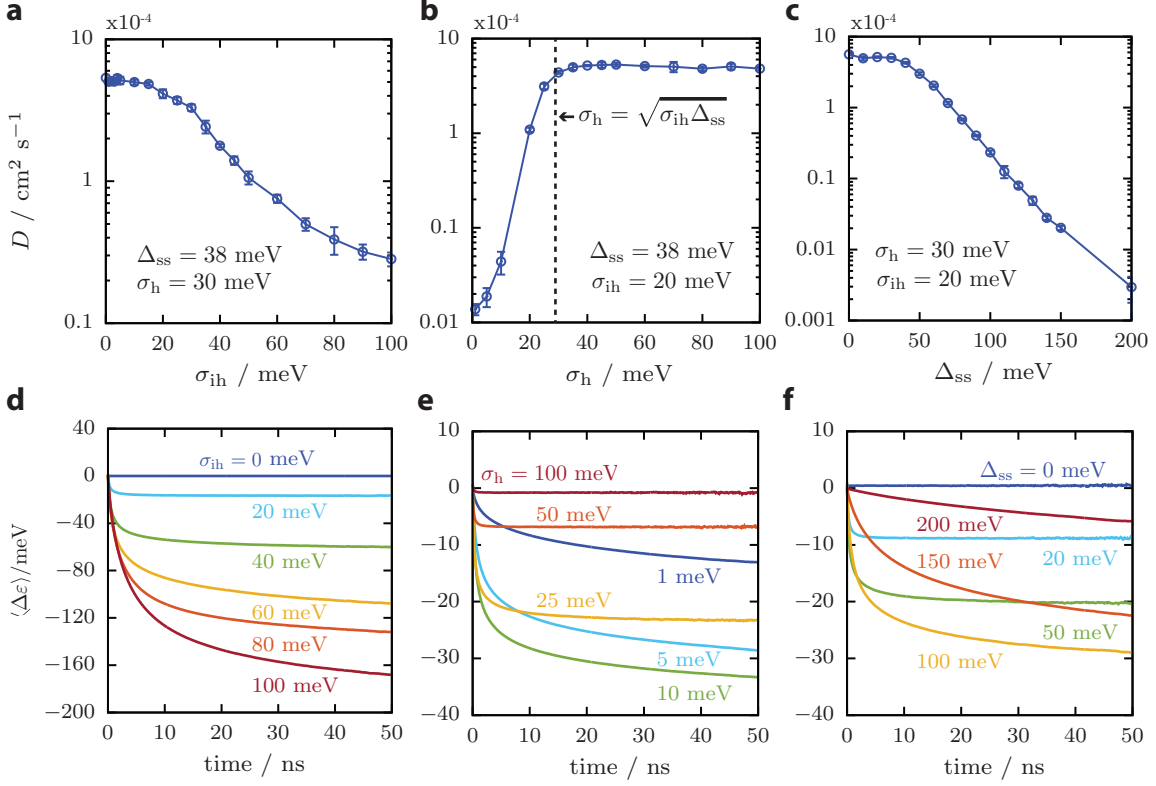 a
x10⁻⁴
1
0.1
0 20 40 60 80 100
σ_ih / meV
D / cm² s⁻¹
Δ_ss = 38 meV
σ_h = 30 meV
b
x10⁻⁴
10
1
0.1
0.01
0 20 40 60 80 100
σ_h / meV
σ_h = √(σ_ih Δ_ss)
Δ_ss = 38 meV
σ_ih = 20 meV
c
x10⁻⁴
10
1
0.1
0.01
0.001
0 50 100 150 200
Δ_ss / meV
σ_h = 30 meV
σ_ih = 20 meV
d
40
0
−40
−80
−120
−160
−200
0 10 20 30 40 50
time / ns
⟨Δε⟩/meV
σ_ih = 0 meV
20 meV
40 meV
60 meV
80 meV
100 meV
e
10
0
−10
−20
−30
−40
0 10 20 30 40 50
time / ns
σ_h = 100 meV
50 meV
1 meV
25 meV
5 meV
10 meV
f
10
0
−10
−20
−30
−40
0 10 20 30 40 50
time / ns
Δ_ss = 0 meV
200 meV
150 meV
20 meV
50 meV
100 meV